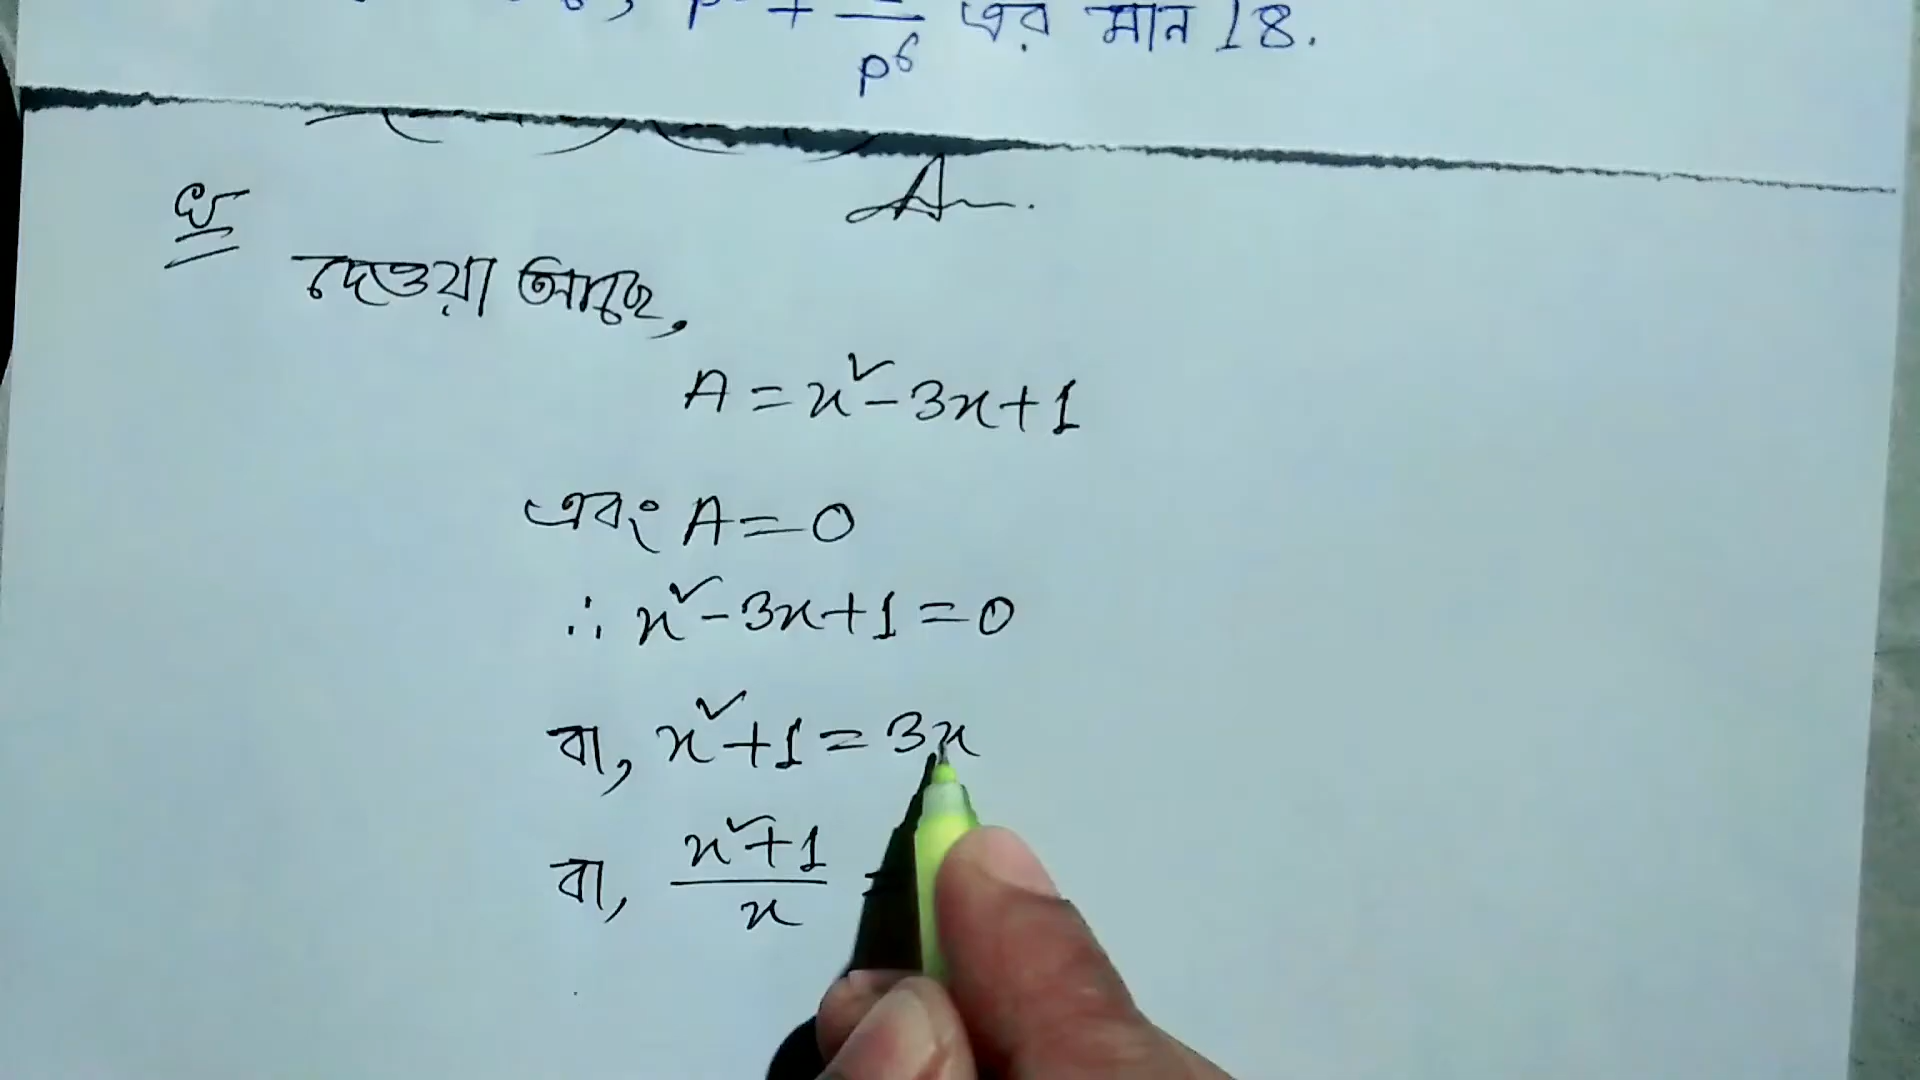 p⁶ এর মান 18.
Ans.
খ
দেওয়া আছে,
A = x² - 3x + 1
এবং A = 0
∴ x² - 3x + 1 = 0
বা, x² + 1 = 3x
বা, x² + 1 / x =